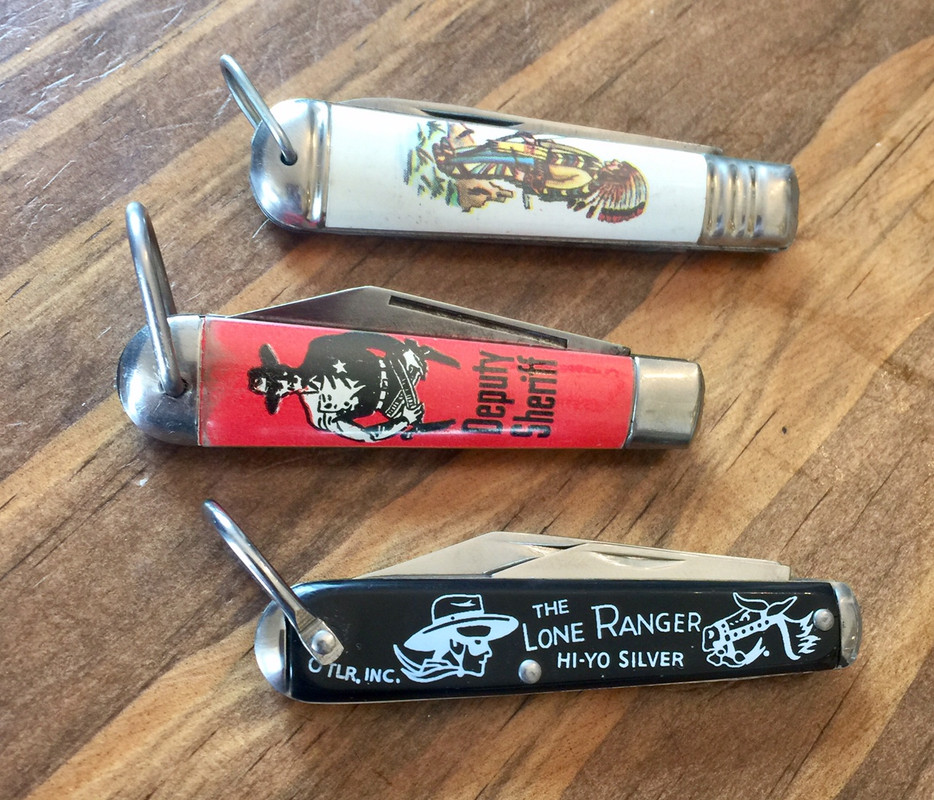 Deputy
Sheriff
THE
LONE RANGER
HI-YO SILVER
© TLR, INC.